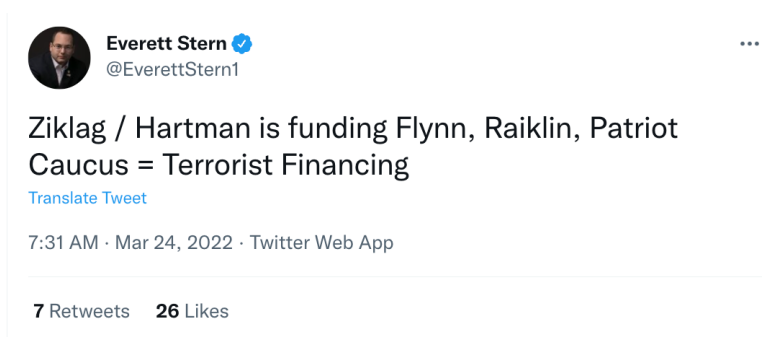 Everett Stern
@EverettStern1
Ziklag / Hartman is funding Flynn, Raiklin, Patriot
Caucus = Terrorist Financing
Translate Tweet
7:31 AM · Mar 24, 2022 · Twitter Web App
7 Retweets 26 Likes